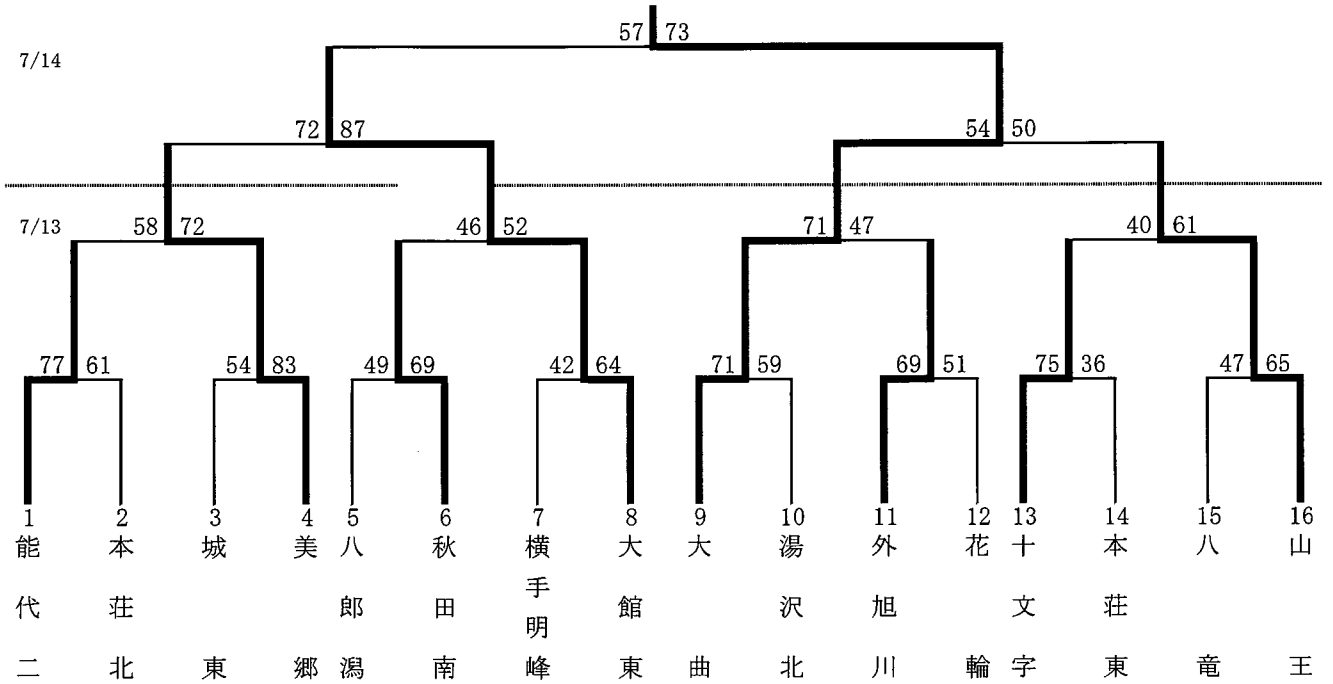 57 73
7/14
72 87 54 50
7/13 58 72 46 52 71 47 40 61
77 61 54 83 49 69 42 64 71 59 69 51 75 36 47 65
1 2 3 4 5 6 7 8 9 10 11 12 13 14 15 16
能代二
本荘北
城東
美郷
八郎潟
秋田南
横手明峰
大館東
大曲
湯沢北
外旭川
花輪
十文字
本荘東
八竜
山王